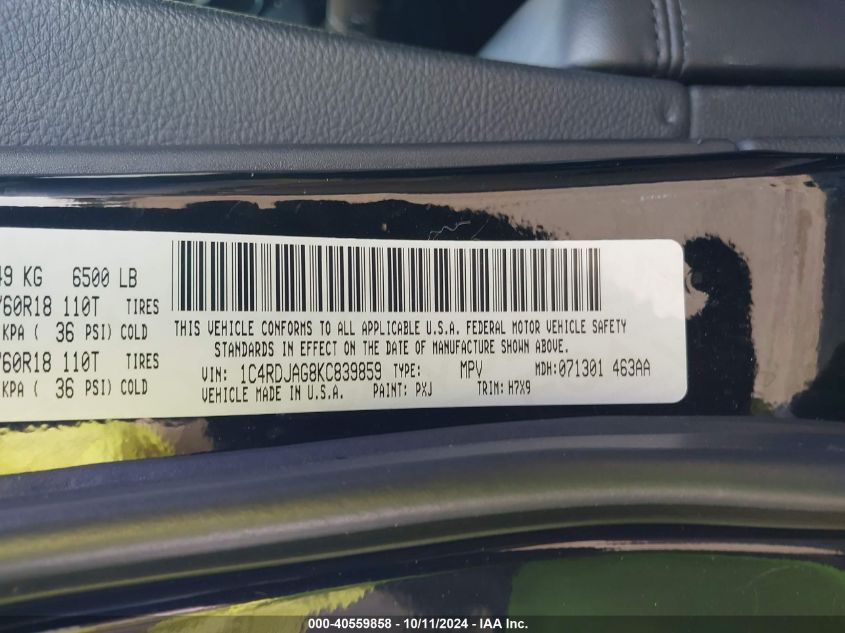 49 KG 6500 LB
/60R18 110T TIRES
KPA ( 36 PSI) COLD
/60R18 110T TIRES
KPA ( 36 PSI) COLD
THIS VEHICLE CONFORMS TO ALL APPLICABLE U.S.A. FEDERAL MOTOR VEHICLE SAFETY
STANDARDS IN EFFECT ON THE DATE OF MANUFACTURE SHOWN ABOVE.
VIN: 1C4RDJAG8KC839859 TYPE: MPV MDH: 071301 463AA
VEHICLE MADE IN U.S.A. PAINT: PXJ TRIM: H7X9
000-40559858 - 10/11/2024 - IAA Inc.